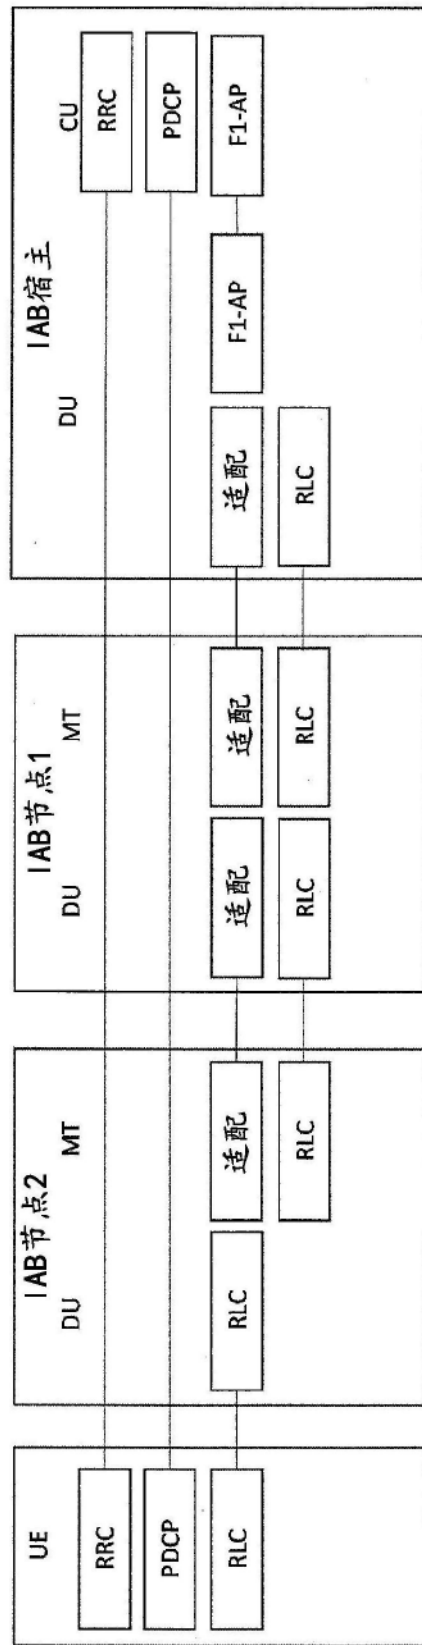 UE
RRC
PDCP
RLC
IAB节点2
DU
MT
RLC
适配
RLC
IAB节点1
DU
MT
适配
适配
RLC
RLC
IAB宿主
DU
CU
RRC
PDCP
适配
F1-AP
F1-AP
RLC